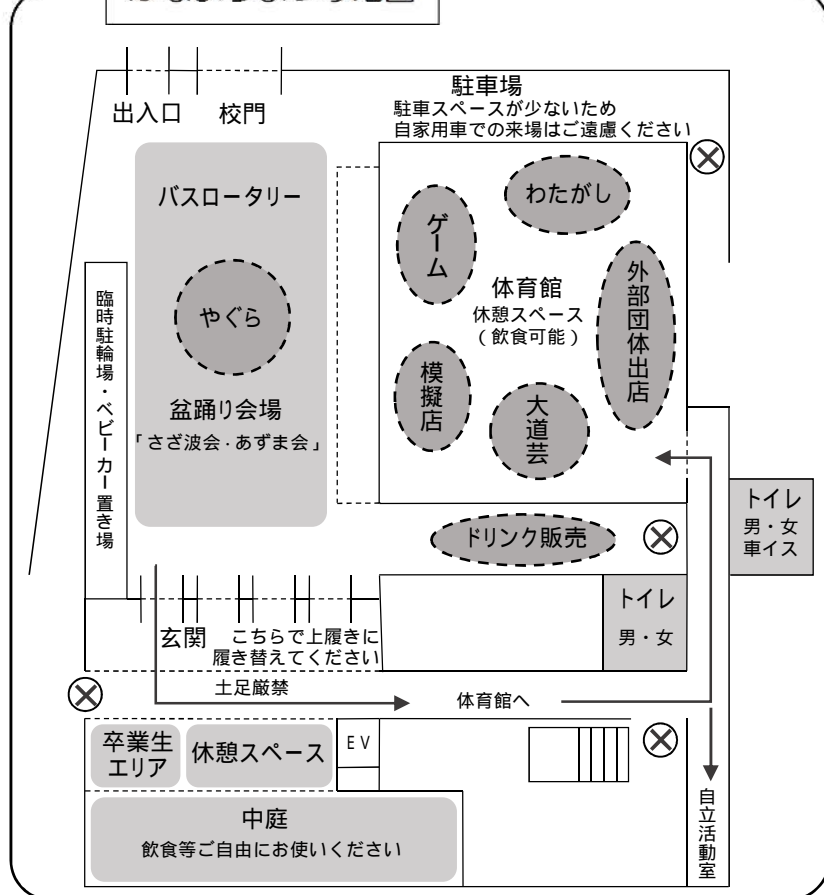 駐車場
駐車スペースが少ないため
自家用車での来場はご遠慮ください
出入口
校門
バスロータリー
やぐら
盆踊り会場
「さざ波会・あずま会」
臨時駐輪場・ベビーカー置き場
わたがし
ゲーム
体育館
休憩スペース
（飲食可能）
外部団体出店
模擬店
大道芸
ドリンク販売
トイレ
男・女
車イス
トイレ
男・女
玄関
こちらで上履きに
履き替えてください
土足厳禁
体育館へ
卒業生
エリア
休憩スペース
EV
中庭
飲食等ご自由にお使いください
自立活動室